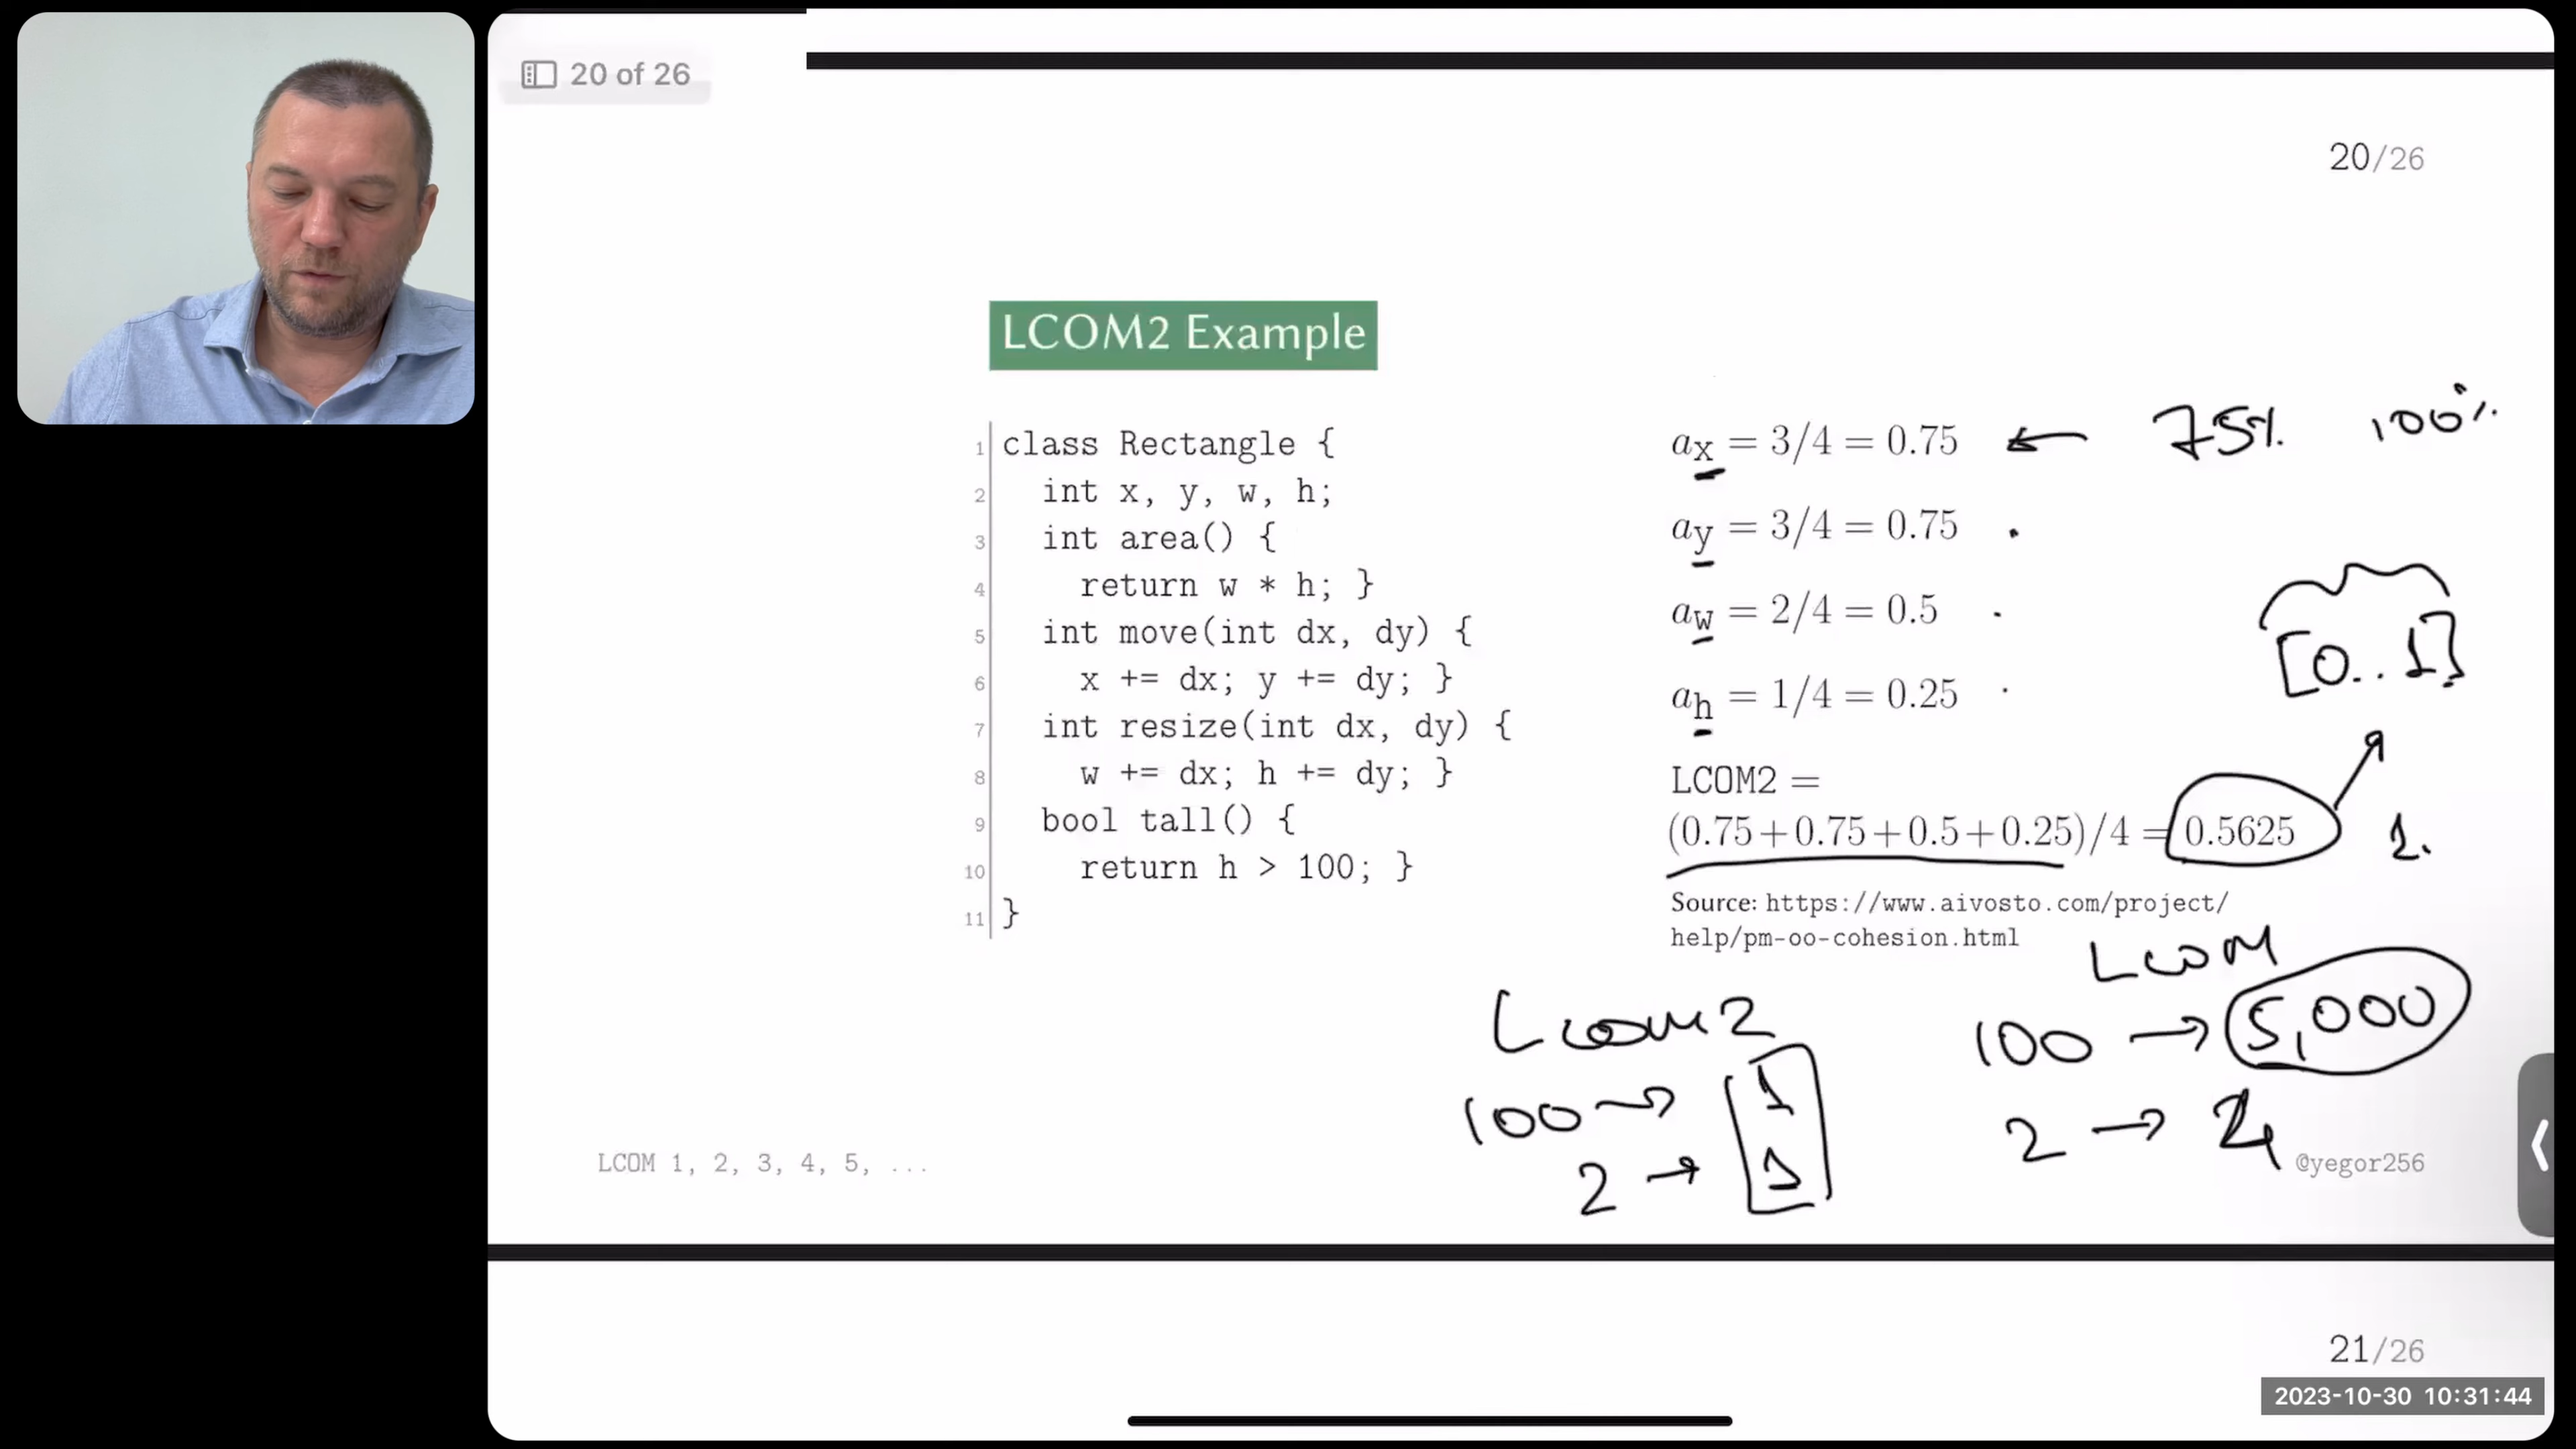 20 of 26
20/26
LCOM2 Example
1 class Rectangle {
2 int x, y, w, h;
3 int area() {
4 return w * h; }
5 int move(int dx, dy) {
6 x += dx; y += dy; }
7 int resize(int dx, dy) {
8 w += dx; h += dy; }
9 bool tall() {
10 return h > 100; }
11 }
ax = 3/4 = 0.75 ← 75% 100%
ay = 3/4 = 0.75
aw = 2/4 = 0.5
[0..1]
ah = 1/4 = 0.25
LCOM2 =
(0.75+0.75+0.5+0.25)/4 = 0.5625
1.
Source: https://www.aivosto.com/project/
help/pm-oo-cohesion.html
LCOM2
100 → 1
2 → 1
LCOM
100 → 5,000
2 →
LCOM 1, 2, 3, 4, 5, ...
@yegor256
21/26
2023-10-30 10:31:44